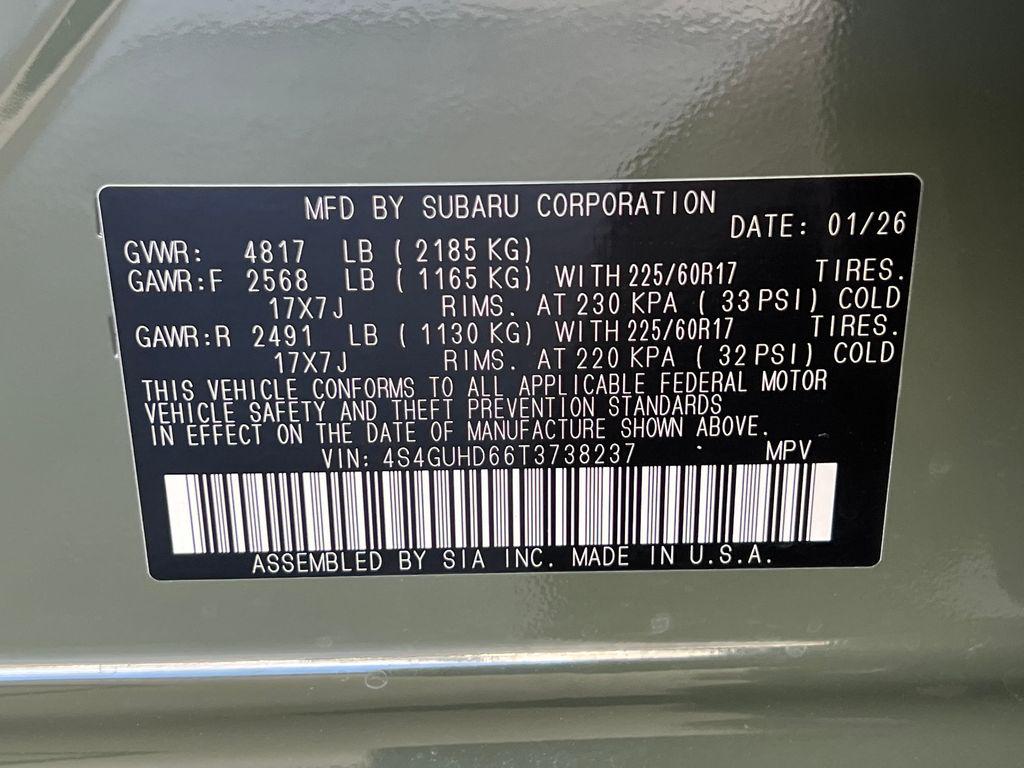 MFD BY SUBARU CORPORATION
DATE: 01/26
GVWR: 4817 LB ( 2185 KG)
GAWR:F 2568 LB ( 1165 KG) WITH 225/60R17 TIRES.
17X7J RIMS. AT 230 KPA ( 33 PSI) COLD
GAWR:R 2491 LB ( 1130 KG) WITH 225/60R17 TIRES.
17X7J RIMS. AT 220 KPA ( 32 PSI) COLD
THIS VEHICLE CONFORMS TO ALL APPLICABLE FEDERAL MOTOR
VEHICLE SAFETY AND THEFT PREVENTION STANDARDS
IN EFFECT ON THE DATE OF MANUFACTURE SHOWN ABOVE.
VIN: 4S4GUHD66T3738237 MPV
ASSEMBLED BY SIA INC. MADE IN U.S.A.